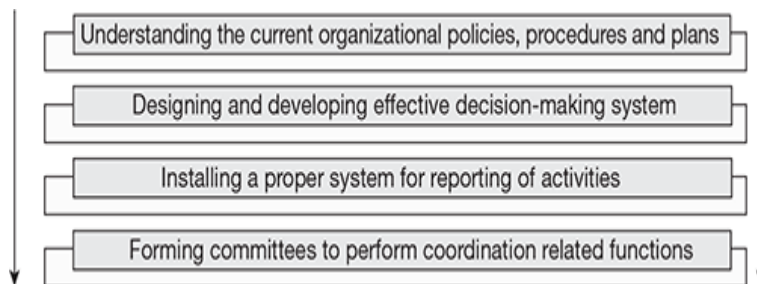 Understanding the current organizational policies, procedures and plans
Designing and developing effective decision-making system
Installing a proper system for reporting of activities
Forming committees to perform coordination related functions